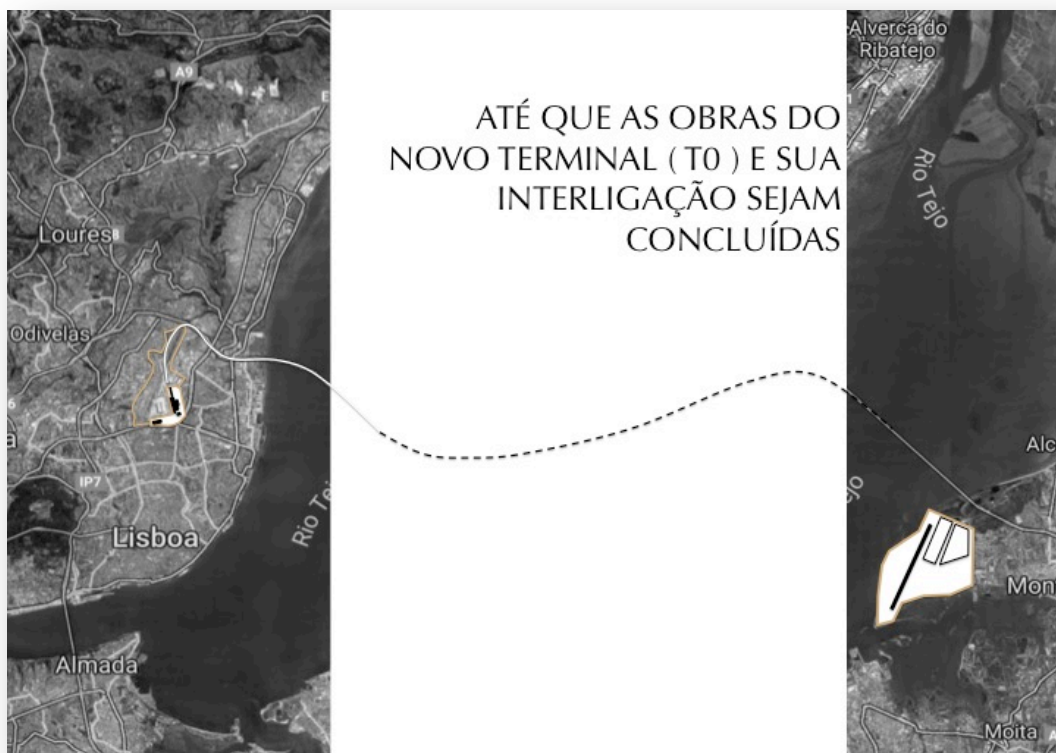 A9
Loures
Odivelas
IP7
Lisboa
Rio Tej
Almada
ATÉ QUE AS OBRAS DO
NOVO TERMINAL ( T0 ) E SUA
INTERLIGAÇÃO SEJAM
CONCLUÍDAS
Alverca do
Ribatejo
Rio Tejo
ejo
Alc
Mon
Moita